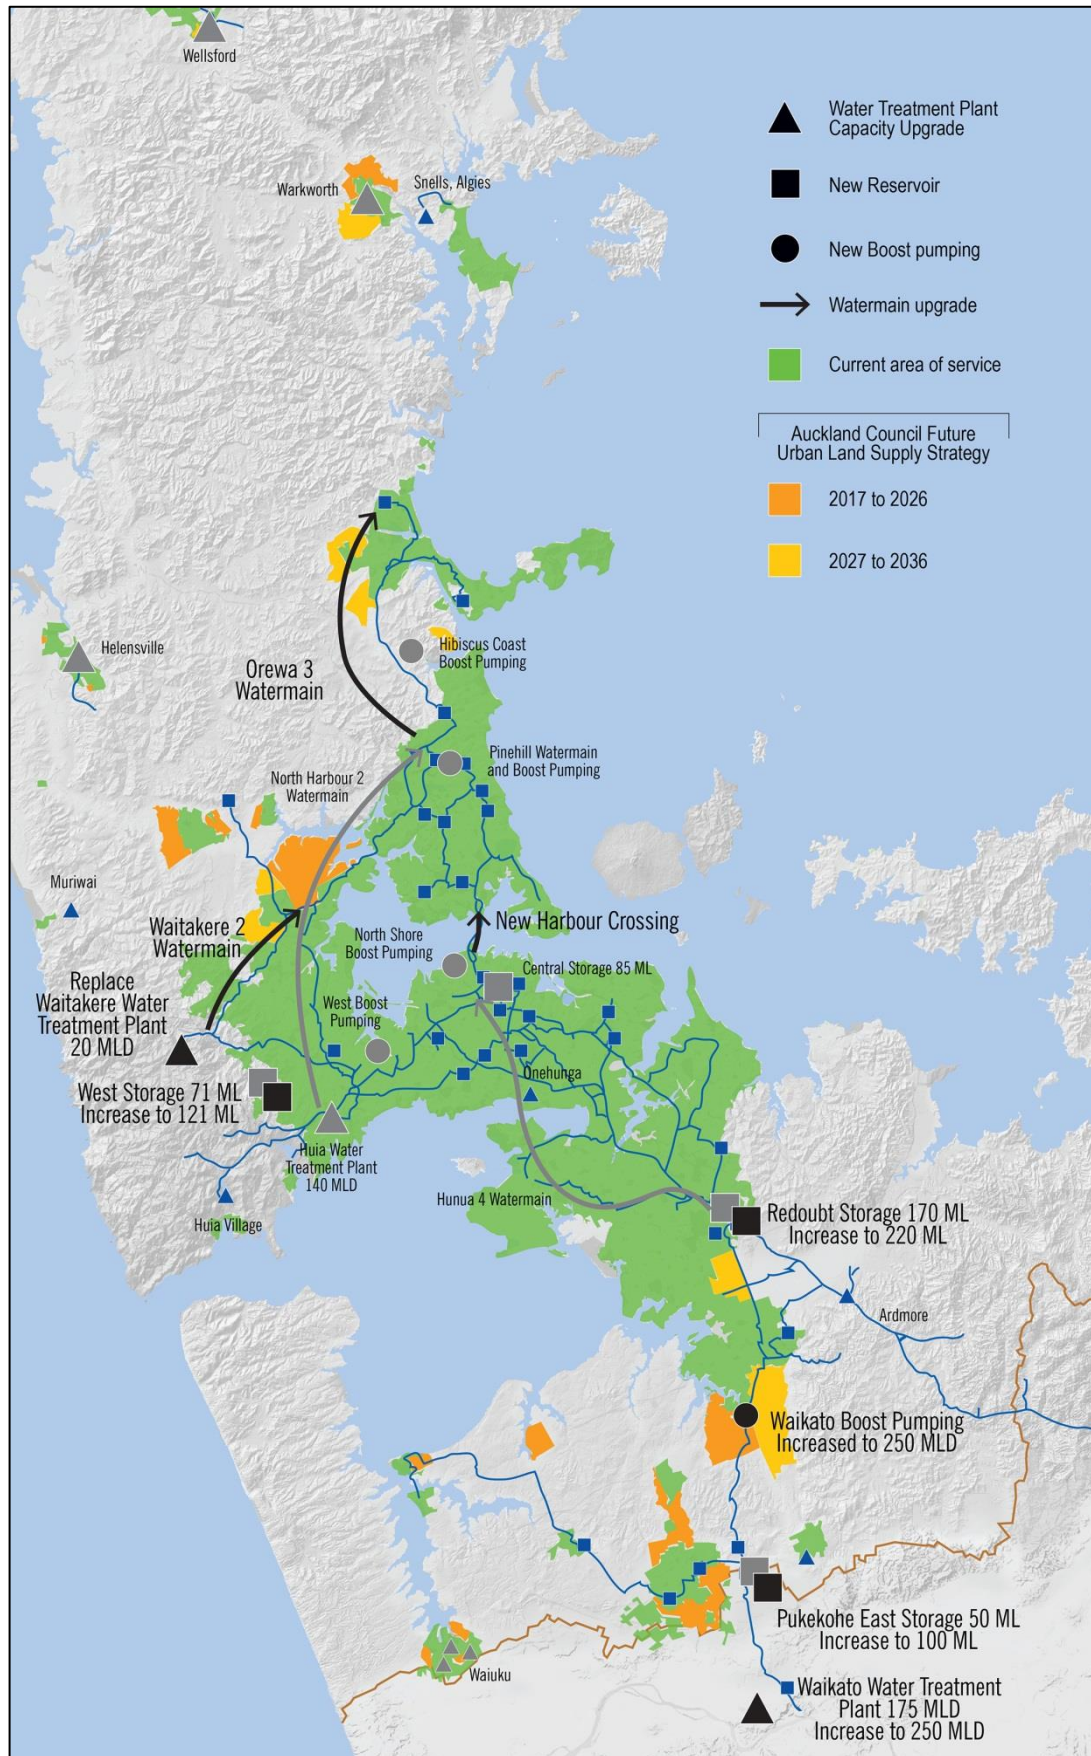 Wellsford
Warkworth
Snells, Algies
Water Treatment Plant
Capacity Upgrade
New Reservoir
New Boost pumping
Watermain upgrade
Current area of service
Auckland Council Future
Urban Land Supply Strategy
2017 to 2026
2027 to 2036
Helensville
Orewa 3
Watermain
Hibiscus Coast
Boost Pumping
Pinehill Watermain
and Boost Pumping
North Harbour 2
Watermain
Muriwai
Waitakere 2
Watermain
North Shore
Boost Pumping
New Harbour Crossing
Central Storage 85 ML
Replace
Waitakere Water
Treatment Plant
20 MLD
West Boost
Pumping
West Storage 71 ML
Increase to 121 ML
Onehunga
Huia Water
Treatment Plant
140 MLD
Huia Village
Hunua 4 Watermain
Redoubt Storage 170 ML
Increase to 220 ML
Ardmore
Waikato Boost Pumping
Increased to 250 MLD
Pukekohe East Storage 50 ML
Increase to 100 ML
Waiuku
Waikato Water Treatment
Plant 175 MLD
Increase to 250 MLD